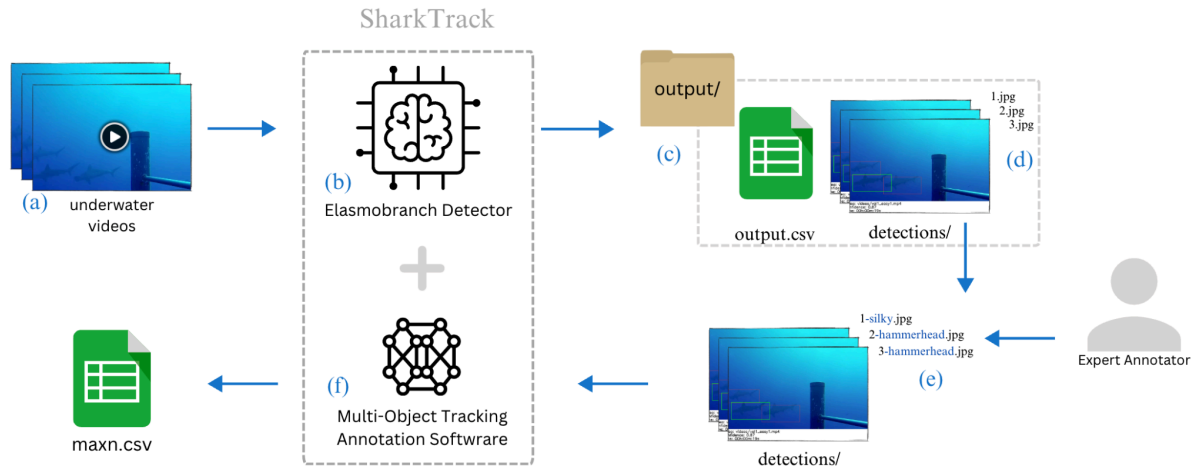 SharkTrack
(a)
underwater
videos
(b)
Elasmobranch Detector
output/
(c)
output.csv
1.jpg
2.jpg
3.jpg
(d)
detections/
Expert Annotator
1-silky.jpg
2-hammerhead.jpg
3-hammerhead.jpg
(e)
detections/
(f)
Multi-Object Tracking
Annotation Softwrare
maxn.csv